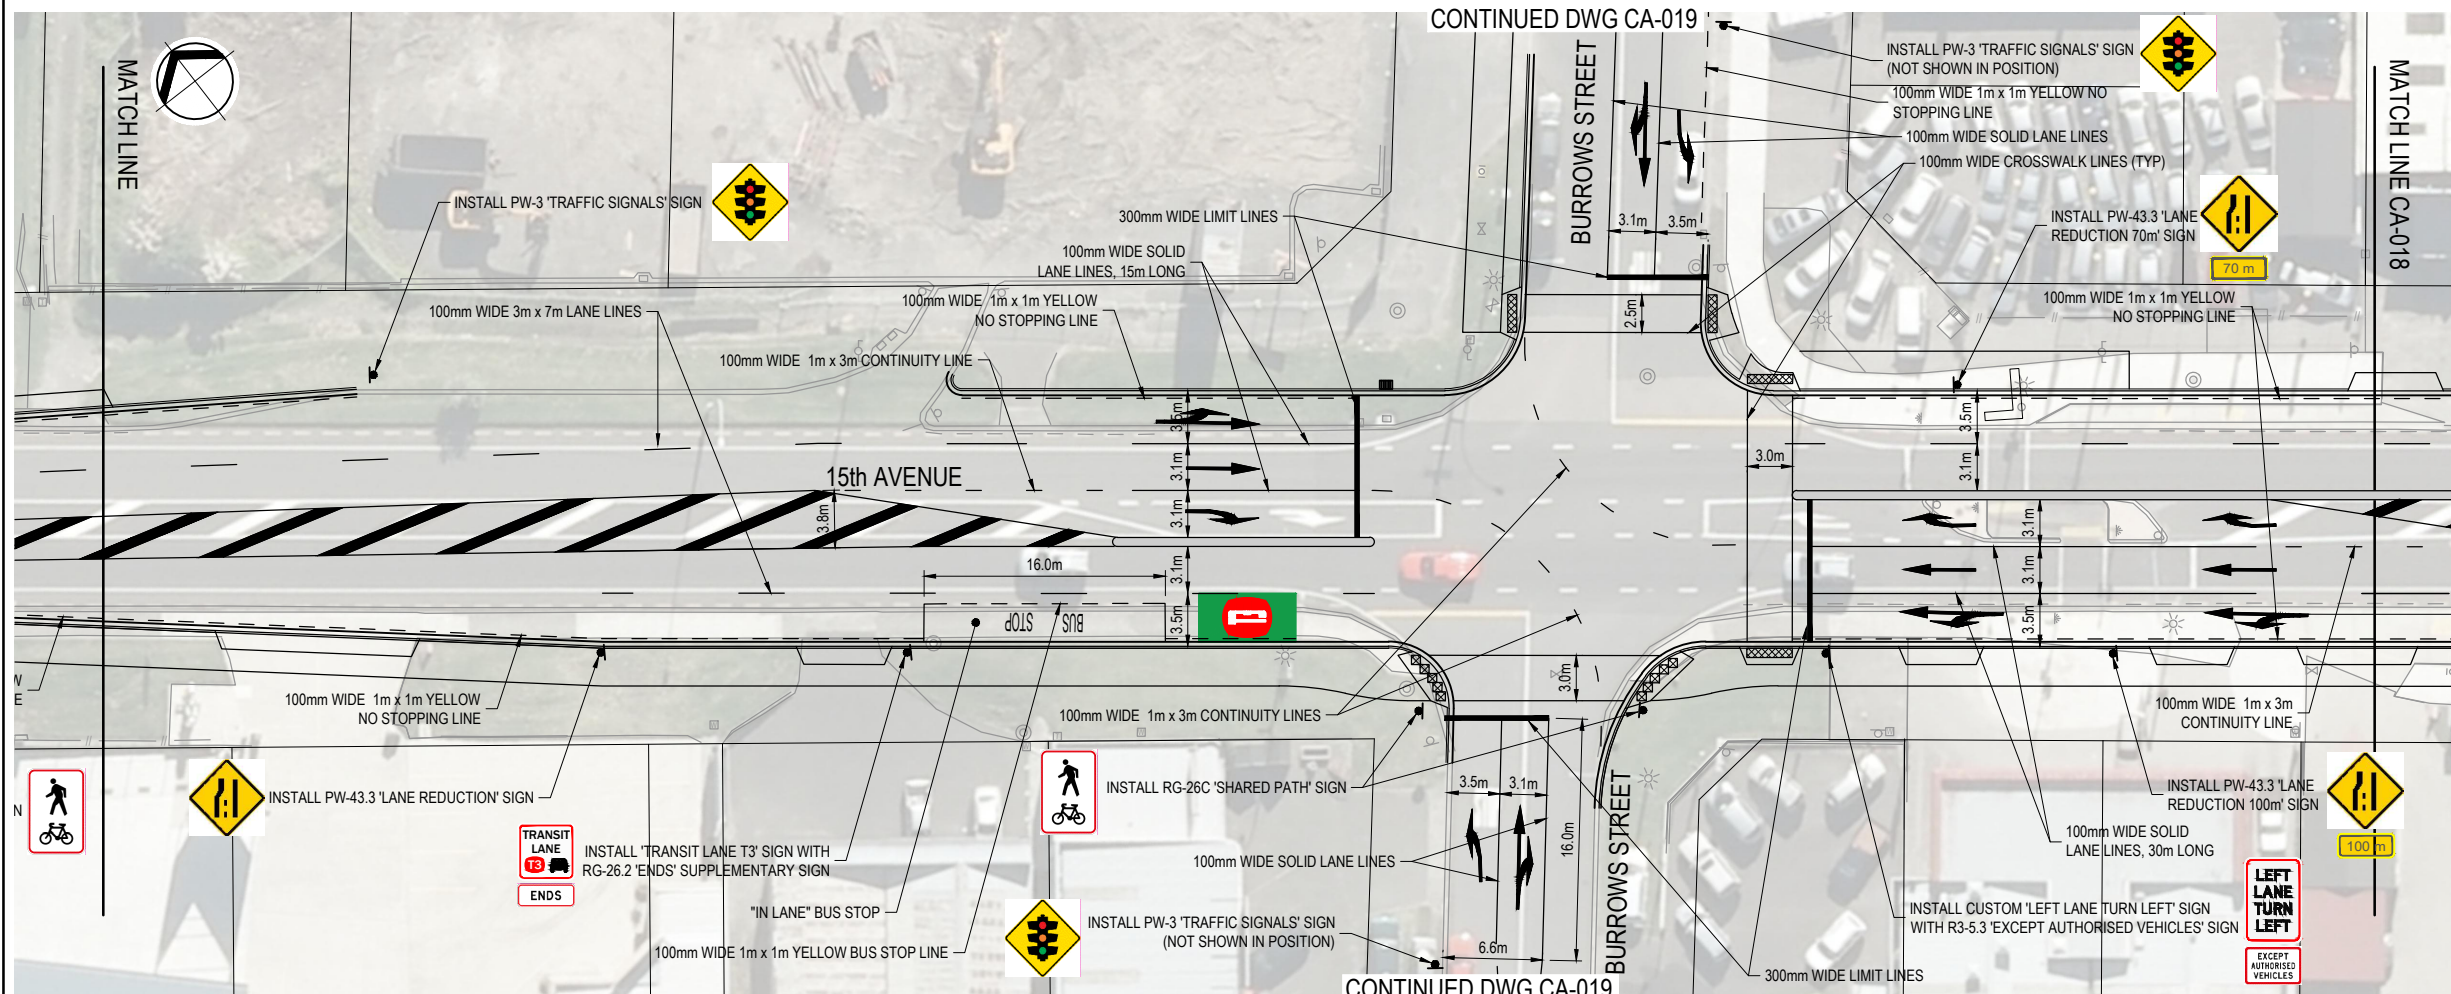 CONTINUED DWG CA-019
MATCH LINE
BURROWS STREET
INSTALL PW-3 'TRAFFIC SIGNALS' SIGN
(NOT SHOWN IN POSITION)
100mm WIDE 1m x 1m YELLOW NO
STOPPING LINE
100mm WIDE SOLID LANE LINES
100mm WIDE CROSSWALK LINES (TYP)
MATCH LINE CA-018
INSTALL PW-3 'TRAFFIC SIGNALS' SIGN
300mm WIDE LIMIT LINES
3.1m
3.5m
INSTALL PW-43.3 'LANE
REDUCTION 70m' SIGN
70 m
100mm WIDE SOLID
LANE LINES, 15m LONG
100mm WIDE 3m x 7m LANE LINES
100mm WIDE 1m x 1m YELLOW
NO STOPPING LINE
2.5m
100mm WIDE 1m x 1m YELLOW
NO STOPPING LINE
100mm WIDE 1m x 3m CONTINUITY LINE
3.5m
3.5m
15th AVENUE
3.1m
3.0m
3.1m
3.8m
3.1m
3.1m
16.0m
3.1m
3.1m
BUS
STOP
3.5m
3.5m
W
E
100mm WIDE 1m x 1m YELLOW
NO STOPPING LINE
100mm WIDE 1m x 3m CONTINUITY LINES
3.0m
100mm WIDE 1m x 3m
CONTINUITY LINE
N
INSTALL PW-43.3 'LANE REDUCTION' SIGN
INSTALL RG-26C 'SHARED PATH' SIGN
3.5m
3.1m
16.0m
BURROWS STREET
INSTALL PW-43.3 'LANE
REDUCTION 100m' SIGN
100 m
TRANSIT
LANE
T3
ENDS
INSTALL 'TRANSIT LANE T3' SIGN WITH
RG-26.2 'ENDS' SUPPLEMENTARY SIGN
100mm WIDE SOLID LANE LINES
100mm WIDE SOLID
LANE LINES, 30m LONG
"IN LANE" BUS STOP
100mm WIDE 1m x 1m YELLOW BUS STOP LINE
INSTALL PW-3 'TRAFFIC SIGNALS' SIGN
(NOT SHOWN IN POSITION)
6.6m
INSTALL CUSTOM 'LEFT LANE TURN LEFT' SIGN
WITH R3-5.3 'EXCEPT AUTHORISED VEHICLES' SIGN
LEFT
LANE
TURN
LEFT
EXCEPT
AUTHORISED
VEHICLES
300mm WIDE LIMIT LINES
CONTINUED DWG CA-019